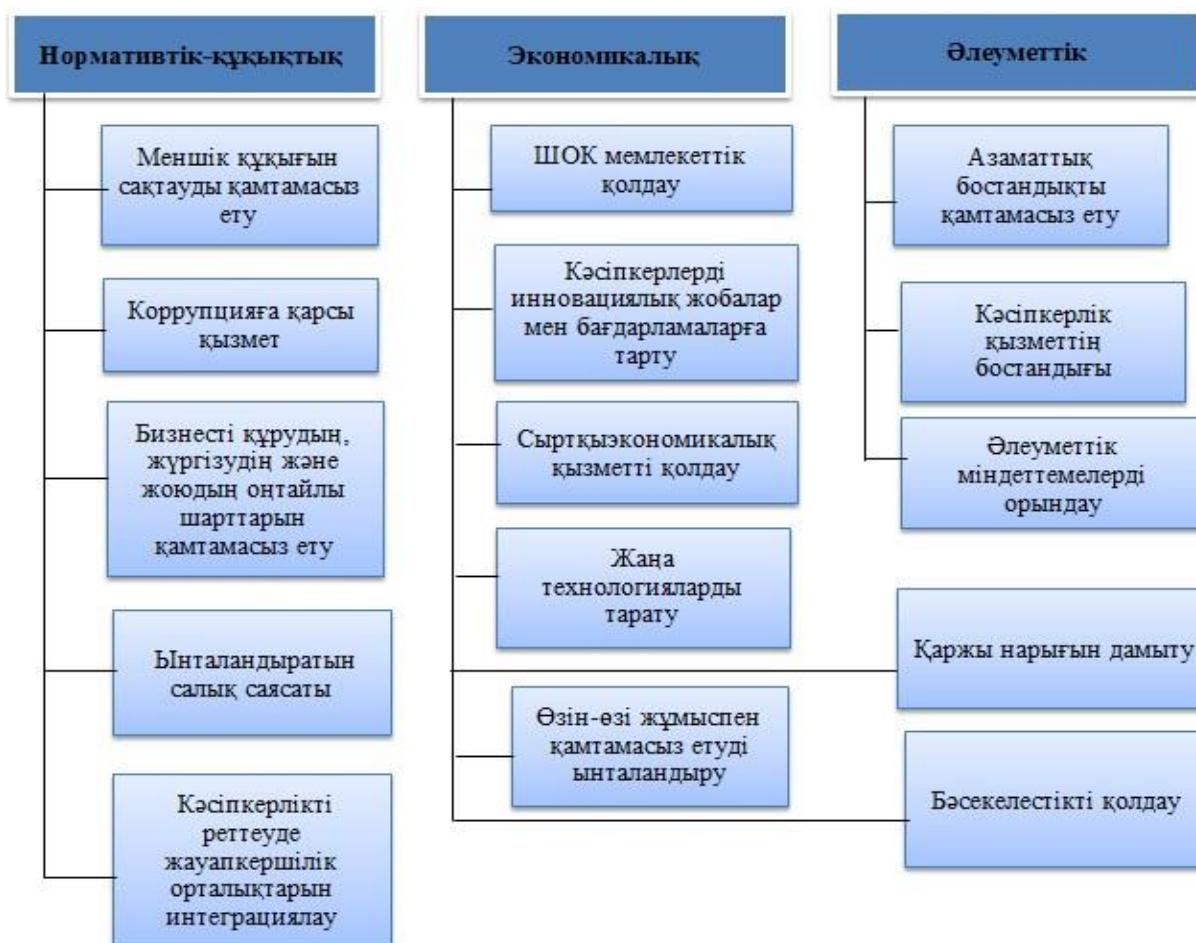 Нормативтік-құқықтық
Меншік құқығын
сақтауды қамтамасыз
ету
Коррупцияға қарсы
қызмет
Бизнесті құрудың,
жүргізудің және
жоюдың оңтайлы
шарттарын
қамтамасыз ету
Ынталандыратын
салық саясаты
Кәсіпкерлікті
реттеуде
жауапкершілік
орталықтарын
интеграциялау
Экономикалық
ШОК мемлекеттік
қолдау
Кәсіпкерлерді
инновациялық жобалар
мен бағдарламаларға
тарту
Сыртқыэкономикалық
қызметті қолдау
Жаңа
технологияларды
тарату
Өзін-өзі жұмыспен
қамтамасыз етуді
ынталандыру
Қаржы нарығын дамыту
Бәсекелестікті қолдау
Әлеуметтік
Азаматтық
бостандықты
қамтамасыз ету
Кәсіпкерлік
қызметтің
бостандығы
Әлеуметтік
міндеттемелерді
орындау